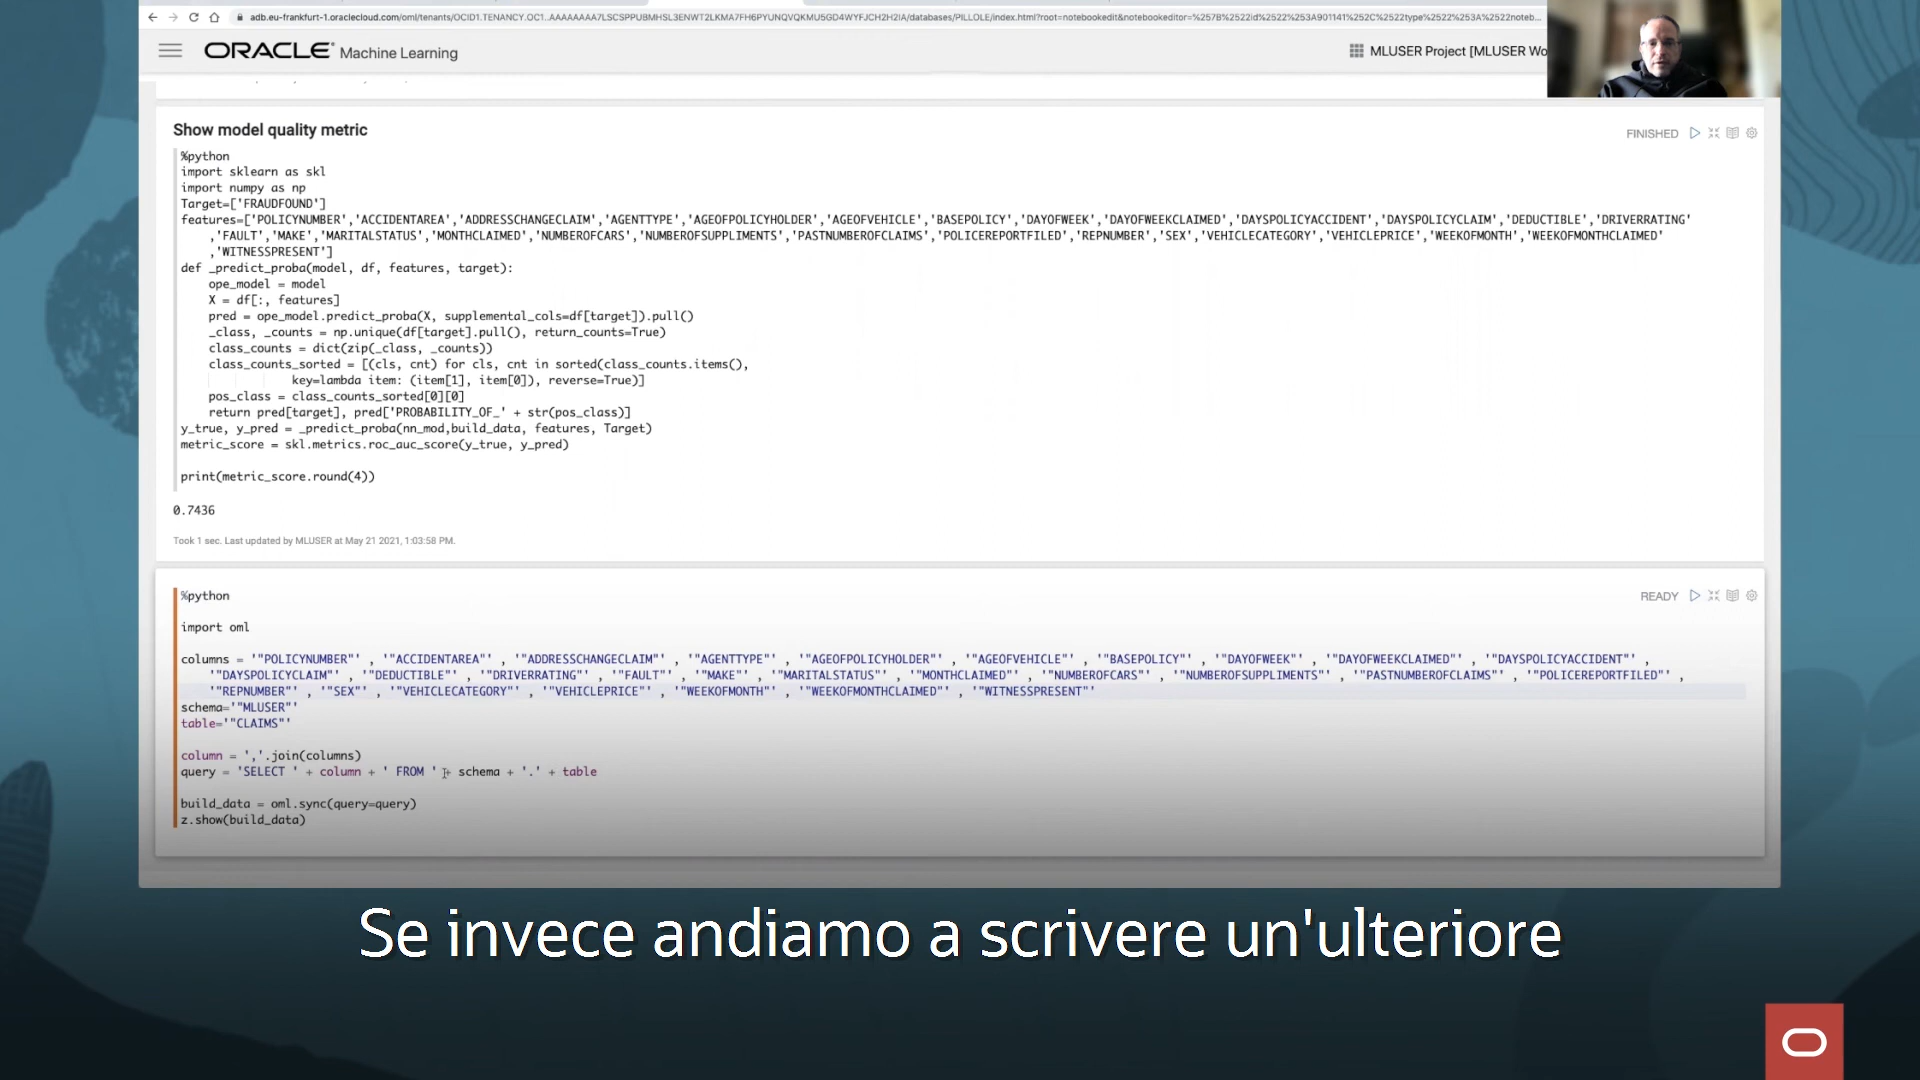 adb.eu-frankfurt-1.oraclecloud.com/oml/tenants/OCID1.TENANCY.OC1..AAAAAAAA7LSCSPPUBMHSL3ENWT2LKMA7FH6PYUNQVQKMU5GD4WYFJCH2H2IA/databases/PILLOLE/index.html?root=notebookedit&notebookeditor=%257B%2522id%2522%253A901141%252C%2522type%2522%253A%2522noteb...
ORACLE Machine Learning
MLUSER Project [MLUSER Wo
Show model quality metric
FINISHED
%python
import sklearn as skl
import numpy as np
Target=['FRAUDFOUND']
features=['POLICYNUMBER','ACCIDENTAREA','ADDRESSCHANGECLAIM','AGENTTYPE','AGEOFPOLICYHOLDER','AGEOFVEHICLE','BASEPOLICY','DAYOFWEEK','DAYOFWEEKCLAIMED','DAYSPOLICYACCIDENT','DAYSPOLICYCLAIM','DEDUCTIBLE','DRIVERRATING'
,'FAULT','MAKE','MARITALSTATUS','MONTHCLAIMED','NUMBEROFCARS','NUMBEROFSUPPLIMENTS','PASTNUMBEROFCLAIMS','POLICEREPORTFILED','REPNUMBER','SEX','VEHICLECATEGORY','VEHICLEPRICE','WEEKOFMONTH','WEEKOFMONTHCLAIMED'
,'WITNESSPRESENT']
def _predict_proba(model, df, features, target):
ope_model = model
X = df[:, features]
pred = ope_model.predict_proba(X, supplemental_cols=df[target]).pull()
_class, _counts = np.unique(df[target].pull(), return_counts=True)
class_counts = dict(zip(_class, _counts))
class_counts_sorted = [(cls, cnt) for cls, cnt in sorted(class_counts.items(),
key=lambda item: (item[1], item[0]), reverse=True)]
pos_class = class_counts_sorted[0][0]
return pred[target], pred['PROBABILITY_OF_' + str(pos_class)]
y_true, y_pred = _predict_proba(nn_mod,build_data, features, Target)
metric_score = skl.metrics.roc_auc_score(y_true, y_pred)
print(metric_score.round(4))
0.7436
Took 1 sec. Last updated by MLUSER at May 21 2021, 1:03:58 PM.
READY
%python
import oml
columns = '"POLICYNUMBER"' , '"ACCIDENTAREA"' , '"ADDRESSCHANGECLAIM"' , '"AGENTTYPE"' , '"AGEOFPOLICYHOLDER"' , '"AGEOFVEHICLE"' , '"BASEPOLICY"' , '"DAYOFWEEK"' , '"DAYOFWEEKCLAIMED"' , '"DAYSPOLICYACCIDENT"' ,
'"DAYSPOLICYCLAIM"' , '"DEDUCTIBLE"' , '"DRIVERRATING"' , '"FAULT"' , '"MAKE"' , '"MARITALSTATUS"' , '"MONTHCLAIMED"' , '"NUMBEROFCARS"' , '"NUMBEROFSUPPLIMENTS"' , '"PASTNUMBEROFCLAIMS"' , '"POLICEREPORTFILED"' ,
'"REPNUMBER"' , '"SEX"' , '"VEHICLECATEGORY"' , '"VEHICLEPRICE"' , '"WEEKOFMONTH"' , '"WEEKOFMONTHCLAIMED"' , '"WITNESSPRESENT"'
schema='"MLUSER"'
table='"CLAIMS"'
column = ','.join(columns)
query = 'SELECT ' + column + ' FROM ' + schema + '.' + table
build_data = oml.sync(query=query)
z.show(build_data)
Se invece andiamo a scrivere un'ulteriore